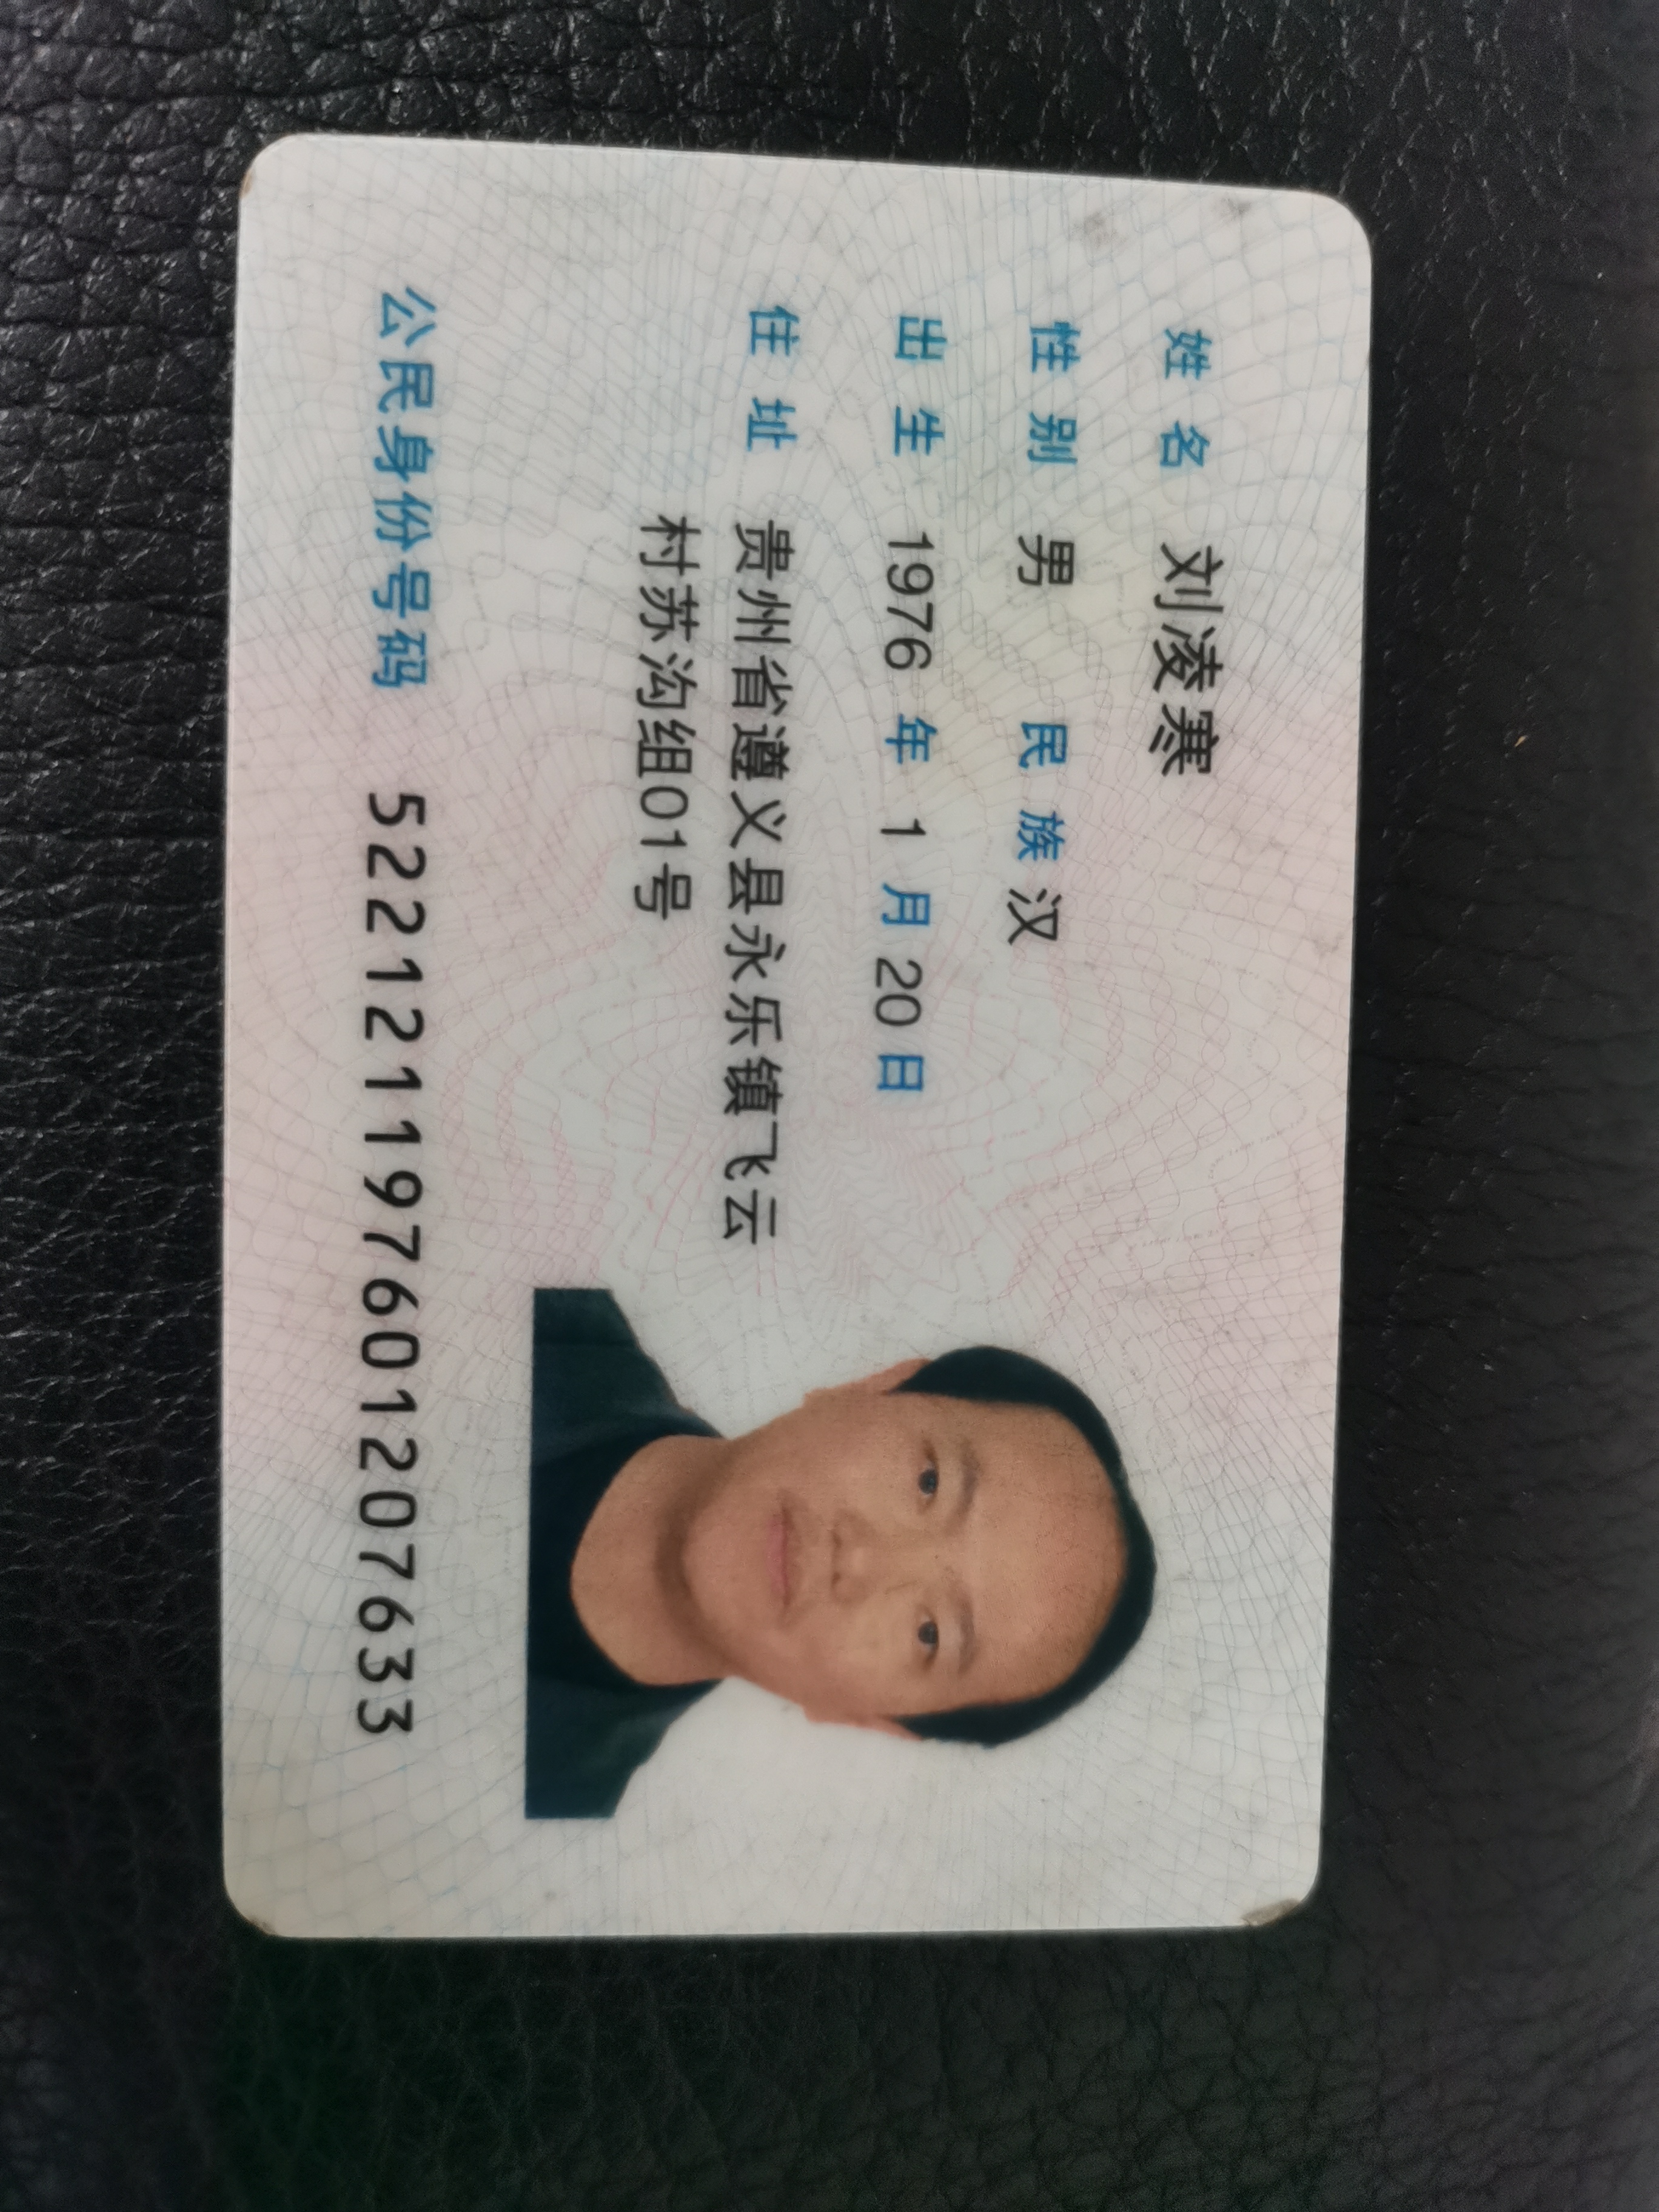 姓名 刘凌寒
性别 男 民族 汉
出生 1976 年 1 月 20 日
住址 贵州省遵义县永乐镇飞云
村苏沟组01号
公民身份号码 522121197601207633